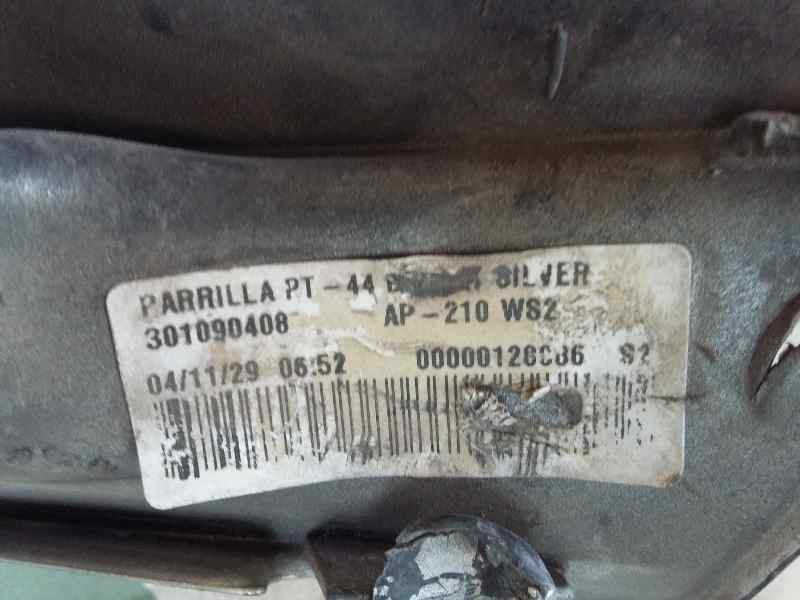 PARRILLA PT-44 SILVER
301090408 AP-210 WS2
04/11/29 06:52 S2